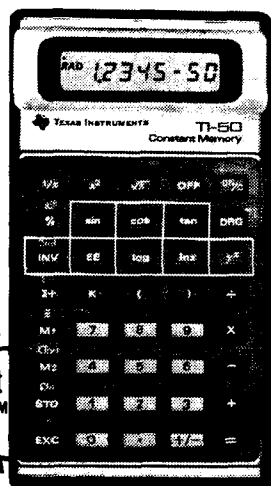 RAD 1.2345 - 50
TEXAS INSTRUMENTS TI-50
Constant Memory
1/x x² √x OFF
% sin cos tan DRG
INV EE log lnx yˣ
Σ+ K ( ) ÷
M1 7 8 9 X
M2 4 5 6 −
STO 1 2 3 +
EXC 0 +/− =